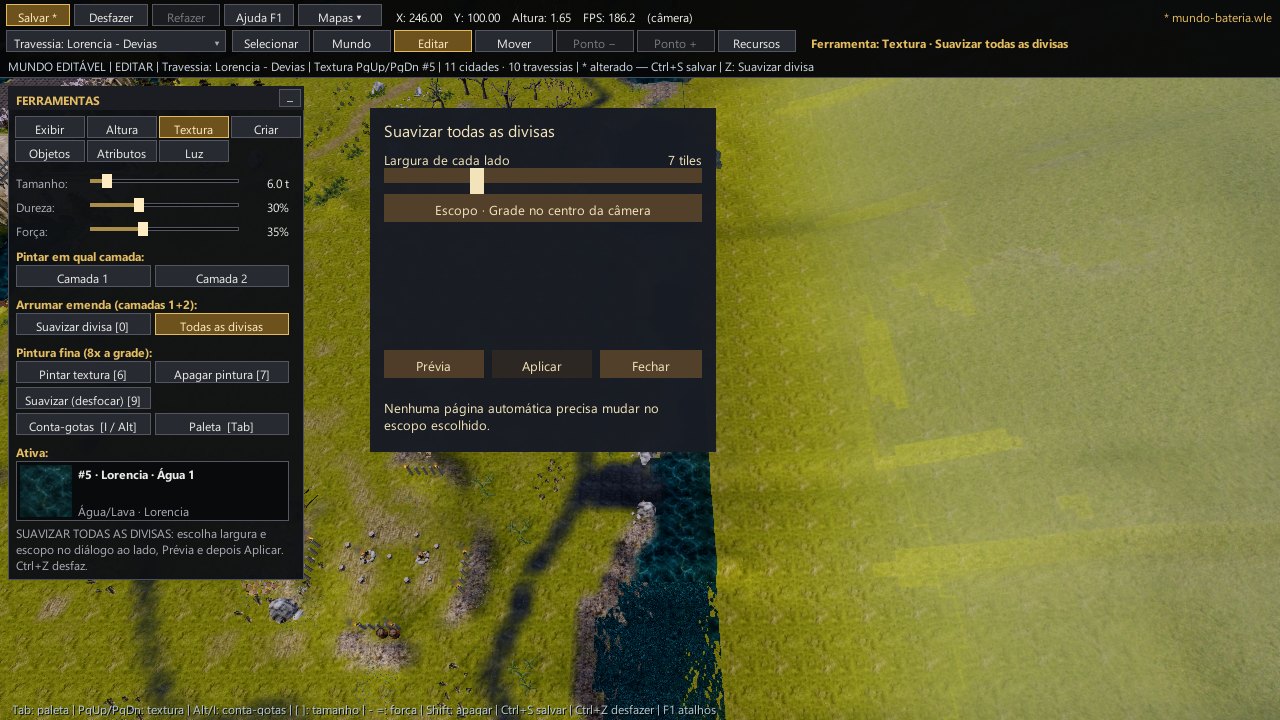 Salvar * Desfazer Refazer Ajuda F1 Mapas ▾ X: 246.00 Y: 100.00 Altura: 1.65 FPS: 186.2 (câmera) * mundo-bateria.wle
Travessia: Lorencia - Devias ▾ Selecionar Mundo Editar Mover Ponto − Ponto + Recursos Ferramenta: Textura · Suavizar todas as divisas
MUNDO EDITÁVEL | EDITAR | Travessia: Lorencia - Devias | Textura PgUp/PgDn #5 | 11 cidades · 10 travessias | * alterado — Ctrl+S salvar | Z: Suavizar divisa
FERRAMENTAS –
Exibir Altura Textura Criar
Objetos Atributos Luz
Tamanho: 6.0 t
Dureza: 30%
Força: 35%
Pintar em qual camada:
Camada 1 Camada 2
Arrumar emenda (camadas 1+2):
Suavizar divisa [0] Todas as divisas
Pintura fina (8x a grade):
Pintar textura [6] Apagar pintura [7]
Suavizar (desfocar) [9]
Conta-gotas [I / Alt] Paleta [Tab]
Ativa:
#5 · Lorencia · Água 1
Água/Lava · Lorencia
SUAVIZAR TODAS AS DIVISAS: escolha largura e
escopo no diálogo ao lado, Prévia e depois Aplicar.
Ctrl+Z desfaz.
Suavizar todas as divisas
Largura de cada lado 7 tiles
Escopo · Grade no centro da câmera
Prévia Aplicar Fechar
Nenhuma página automática precisa mudar no
escopo escolhido.
Tab: paleta | PgUp/PgDn: textura | Alt/I: conta-gotas | [ ]: tamanho | - =: força | Shift: apagar | Ctrl+S salvar | Ctrl+Z desfazer | F1 atalhos